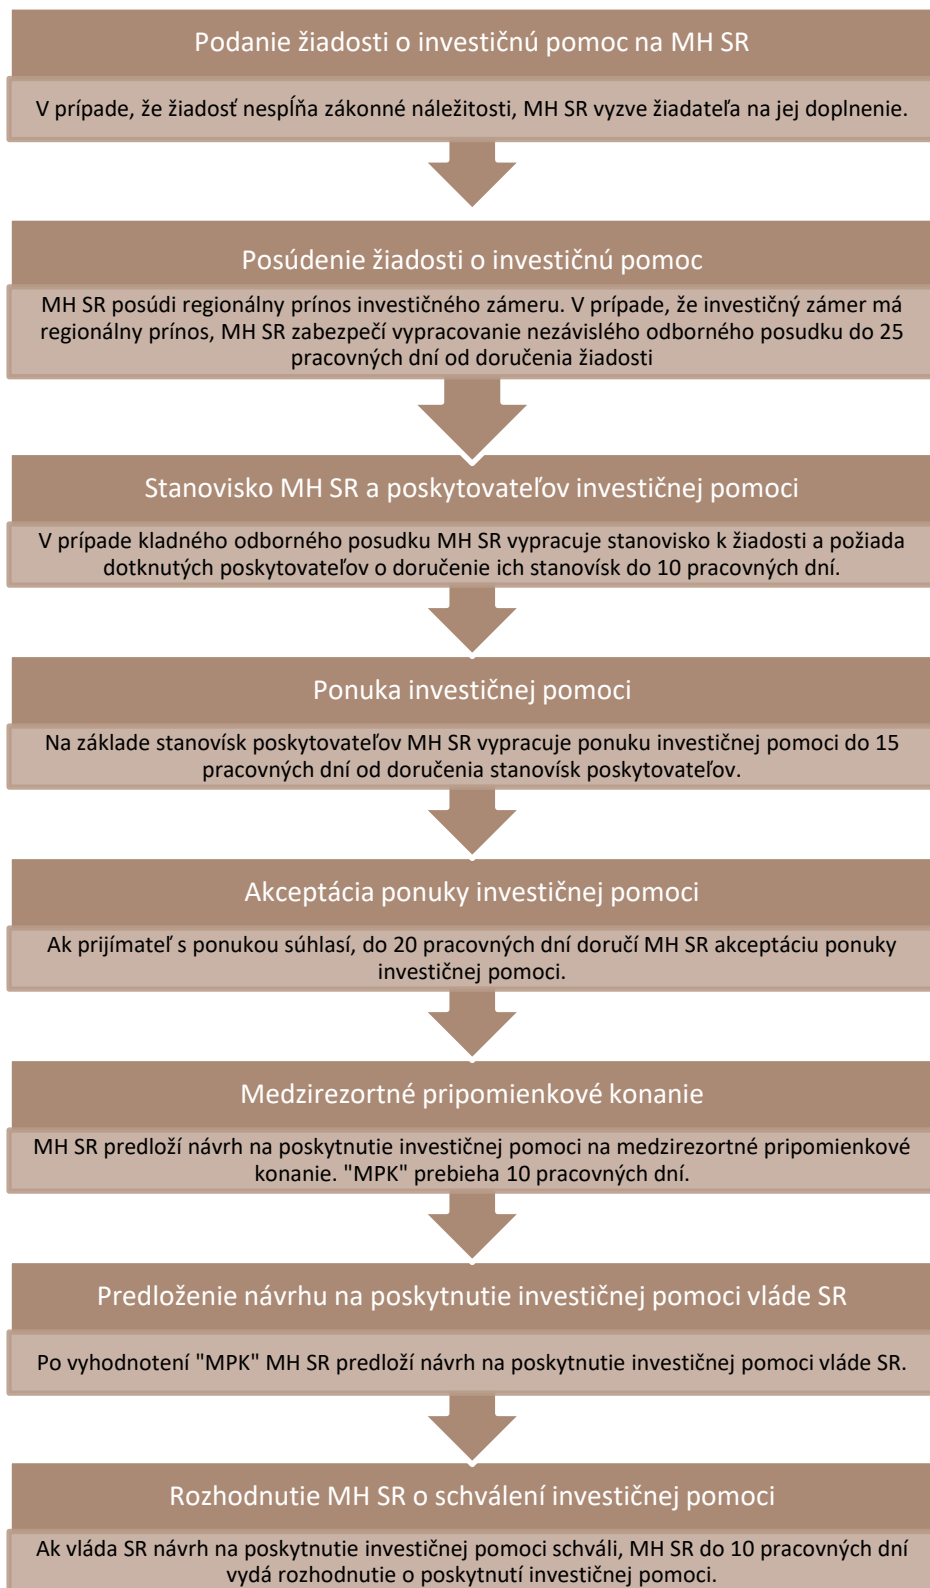 Podanie žiadosti o investičnú pomoc na MH SR
V prípade, že žiadosť nespĺňa zákonné náležitosti, MH SR vyzve žiadateľa na jej doplnenie.
Posúdenie žiadosti o investičnú pomoc
MH SR posúdi regionálny prínos investičného zámeru. V prípade, že investičný zámer má
regionálny prínos, MH SR zabezpečí vypracovanie nezávislého odborného posudku do 25
pracovných dní od doručenia žiadosti
Stanovisko MH SR a poskytovateľov investičnej pomoci
V prípade kladného odborného posudku MH SR vypracuje stanovisko k žiadosti a požiada
dotknutých poskytovateľov o doručenie ich stanovísk do 10 pracovných dní.
Ponuka investičnej pomoci
Na základe stanovísk poskytovateľov MH SR vypracuje ponuku investičnej pomoci do 15
pracovných dní od doručenia stanovísk poskytovateľov.
Akceptácia ponuky investičnej pomoci
Ak prijímateľ s ponukou súhlasí, do 20 pracovných dní doručí MH SR akceptáciu ponuky
investičnej pomoci.
Medzirezortné pripomienkové konanie
MH SR predloží návrh na poskytnutie investičnej pomoci na medzirezortné pripomienkové
konanie. "MPK" prebieha 10 pracovných dní.
Predloženie návrhu na poskytnutie investičnej pomoci vláde SR
Po vyhodnotení "MPK" MH SR predloží návrh na poskytnutie investičnej pomoci vláde SR.
Rozhodnutie MH SR o schválení investičnej pomoci
Ak vláda SR návrh na poskytnutie investičnej pomoci schváli, MH SR do 10 pracovných dní
vydá rozhodnutie o poskytnutí investičnej pomoci.